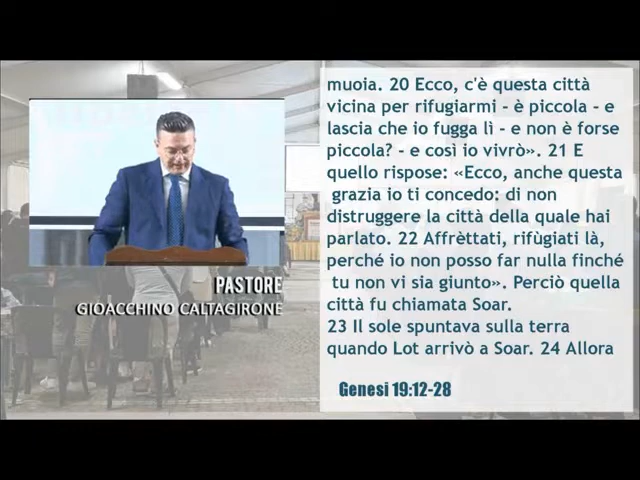 PASTORE
GIOACCHINO CALTAGIRONE
muoia. 20 Ecco, c'è questa città
vicina per rifugiarmi - è piccola - e
lascia che io fugga lì - e non è forse
piccola? - e così io vivrò». 21 E
quello rispose: «Ecco, anche questa
grazia io ti concedo: di non
distruggere la città della quale hai
parlato. 22 Affrèttati, rifùgiati là,
perché io non posso far nulla finché
tu non vi sia giunto». Perciò quella
città fu chiamata Soar.
23 Il sole spuntava sulla terra
quando Lot arrivò a Soar. 24 Allora
Genesi 19:12-28